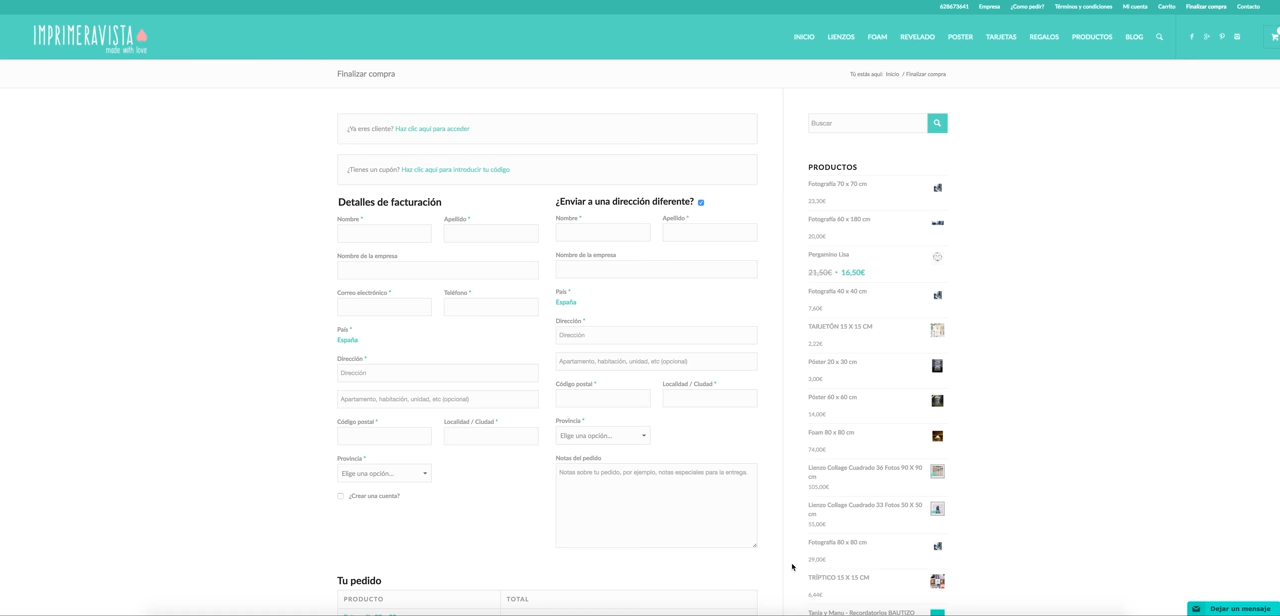 628673641 Empresa ¿Como pedir? Términos y condiciones Mi cuenta Carrito Finalizar compra Contacto
IMPRIMERAVISTA
made with love
INICIO LIENZOS FOAM REVELADO POSTER TARJETAS REGALOS PRODUCTOS BLOG
Finalizar compra
Tú estás aquí: Inicio / Finalizar compra
¿Ya eres cliente? Haz clic aquí para acceder
¿Tienes un cupón? Haz clic aquí para introducir tu código
Detalles de facturación
Nombre * Apellido *
Nombre de la empresa
Correo electrónico * Teléfono *
País *
España
Dirección *
Dirección
Apartamento, habitación, unidad, etc (opcional)
Código postal * Localidad / Ciudad *
Provincia *
Elige una opción...
¿Crear una cuenta?
¿Enviar a una dirección diferente?
Nombre * Apellido *
Nombre de la empresa
País *
España
Dirección *
Dirección
Apartamento, habitación, unidad, etc (opcional)
Código postal * Localidad / Ciudad *
Provincia *
Elige una opción...
Notas del pedido
Notas sobre tu pedido, por ejemplo, notas especiales para la entrega.
Tu pedido
PRODUCTO TOTAL
Buscar
PRODUCTOS
Fotografía 70 x 70 cm
23,30€
Fotografía 60 x 180 cm
20,00€
Pergamino Lisa
21,50€ 16,50€
Fotografía 40 x 40 cm
7,60€
TARJETÓN 15 X 15 CM
2,22€
Póster 20 x 30 cm
3,00€
Póster 60 x 60 cm
14,00€
Foam 80 x 80 cm
74,00€
Lienzo Collage Cuadrado 36 Fotos 90 X 90
cm
105,00€
Lienzo Collage Cuadrado 33 Fotos 50 X 50
cm
55,00€
Fotografía 80 x 80 cm
29,00€
TRÍPTICO 15 X 15 CM
6,44€
Tania y Manu - Recordatorios BAUTIZO
Dejar un mensaje